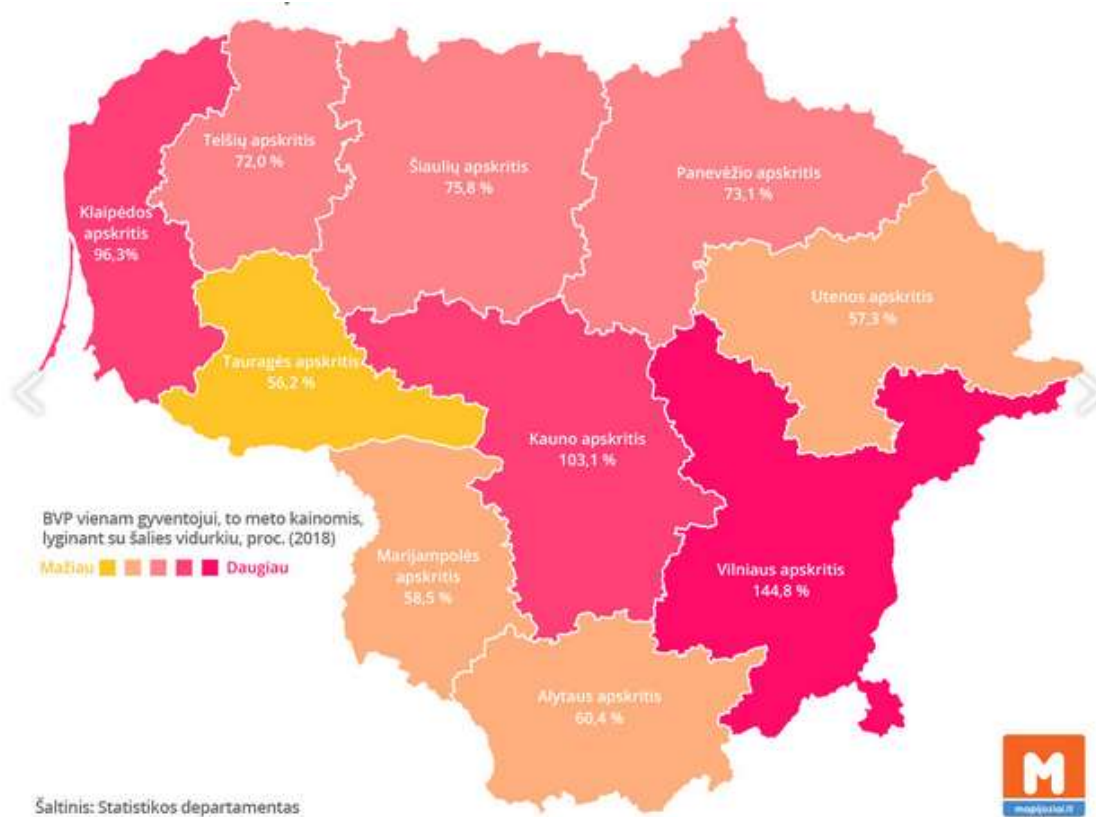 Telšių apskritis
72,0 %
Šiaulių apskritis
75,8 %
Panevėžio apskritis
73,1 %
Klaipėdos
apskritis
96,3%
Utenos apskritis
57,3 %
Tauragės apskritis
56,2 %
Kauno apskritis
103,1 %
BVP vienam gyventojui, to meto kainomis,
lyginant su šalies vidurkiu, proc. (2018)
Mažiau Daugiau
Marijampolės
apskritis
58,5 %
Vilniaus apskritis
144,8 %
Alytaus apskritis
60,4 %
Šaltinis: Statistikos departamentas
M